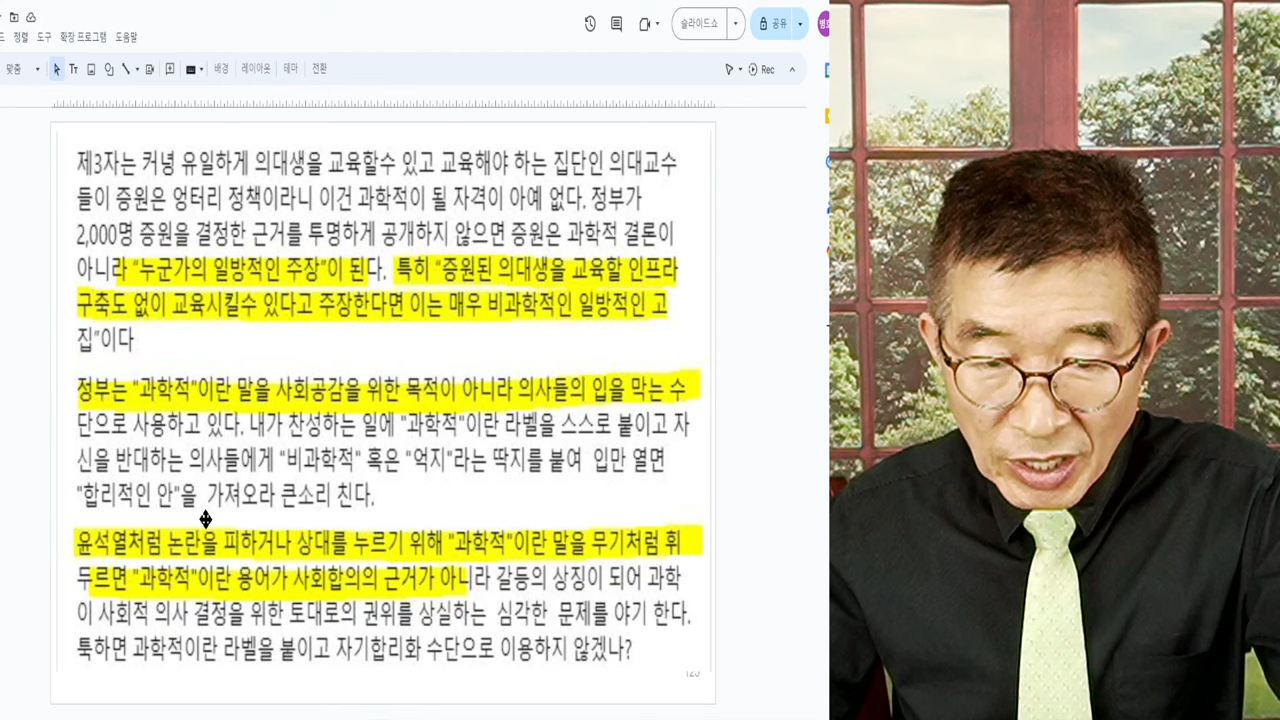 정렬 도구 확장 프로그램 도움말
슬라이드쇼
공유
맞춤
Tт
배경 레이아웃 테마 전환
Rec
제3자는 커녕 유일하게 의대생을 교육할수 있고 교육해야 하는 집단인 의대교수
들이 증원은 엉터리 정책이라니 이건 과학적이 될 자격이 아예 없다. 정부가
2,000명 증원을 결정한 근거를 투명하게 공개하지 않으면 증원은 과학적 결론이
아니라 "누군가의 일방적인 주장"이 된다. 특히 "증원된 의대생을 교육할 인프라
구축도 없이 교육시킬수 있다고 주장한다면 이는 매우 비과학적인 일방적인 고
집"이다
정부는 "과학적"이란 말을 사회공감을 위한 목적이 아니라 의사들의 입을 막는 수
단으로 사용하고 있다. 내가 찬성하는 일에 "과학적"이란 라벨을 스스로 붙이고 자
신을 반대하는 의사들에게 "비과학적" 혹은 "억지"라는 딱지를 붙여 입만 열면
"합리적인 안"을 가져오라 큰소리 친다.
윤석열처럼 논란을 피하거나 상대를 누르기 위해 "과학적"이란 말을 무기처럼 휘
두르면 "과학적"이란 용어가 사회합의의 근거가 아니라 갈등의 상징이 되어 과학
이 사회적 의사 결정을 위한 토대로의 권위를 상실하는 심각한 문제를 야기 한다.
툭하면 과학적이란 라벨을 붙이고 자기합리화 수단으로 이용하지 않겠나?